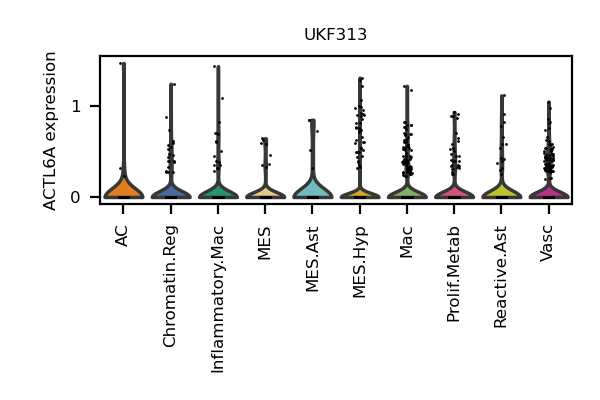 UKF313
ACTL6A expression
1
0
AC
Chromatin.Reg
Inflammatory.Mac
MES
MES.Ast
MES.Hyp
Mac
Prolif.Metab
Reactive.Ast
Vasc